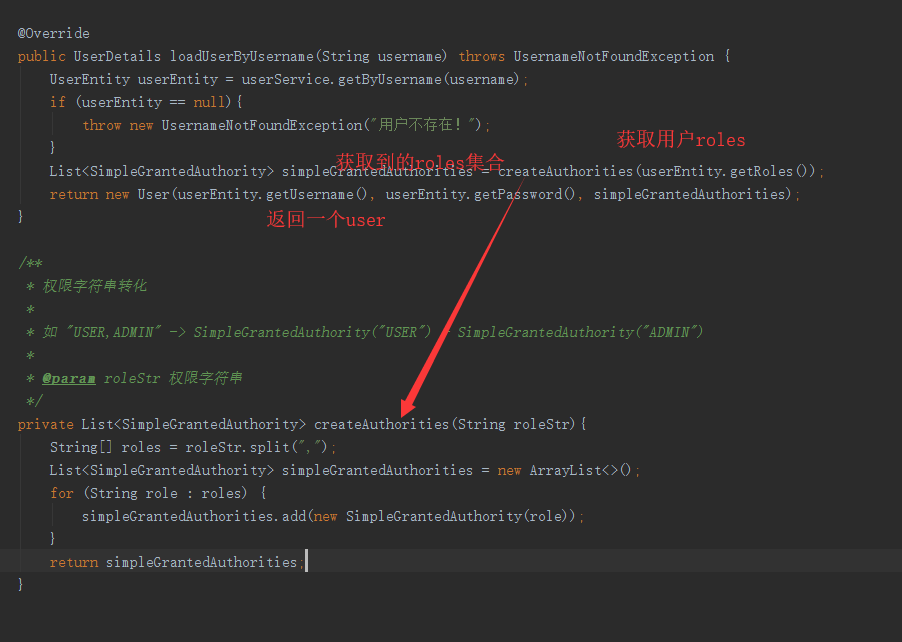 @Override
public UserDetails loadUserByUsername(String username) throws UsernameNotFoundException {
UserEntity userEntity = userService.getByUsername(username);
if (userEntity == null){
throw new UsernameNotFoundException("用户不存在!");
}
获取用户roles
获取到的roles集合
List<SimpleGrantedAuthority> simpleGrantedAuthorities = createAuthorities(userEntity.getRoles());
return new User(userEntity.getUsername(), userEntity.getPassword(), simpleGrantedAuthorities);
返回一个user
}
/**
* 权限字符串转化
*
* 如 "USER,ADMIN" -> SimpleGrantedAuthority("USER") SimpleGrantedAuthority("ADMIN")
*
* @param roleStr 权限字符串
*/
private List<SimpleGrantedAuthority> createAuthorities(String roleStr){
String[] roles = roleStr.split(",");
List<SimpleGrantedAuthority> simpleGrantedAuthorities = new ArrayList<>();
for (String role : roles) {
simpleGrantedAuthorities.add(new SimpleGrantedAuthority(role));
}
return simpleGrantedAuthorities;
}